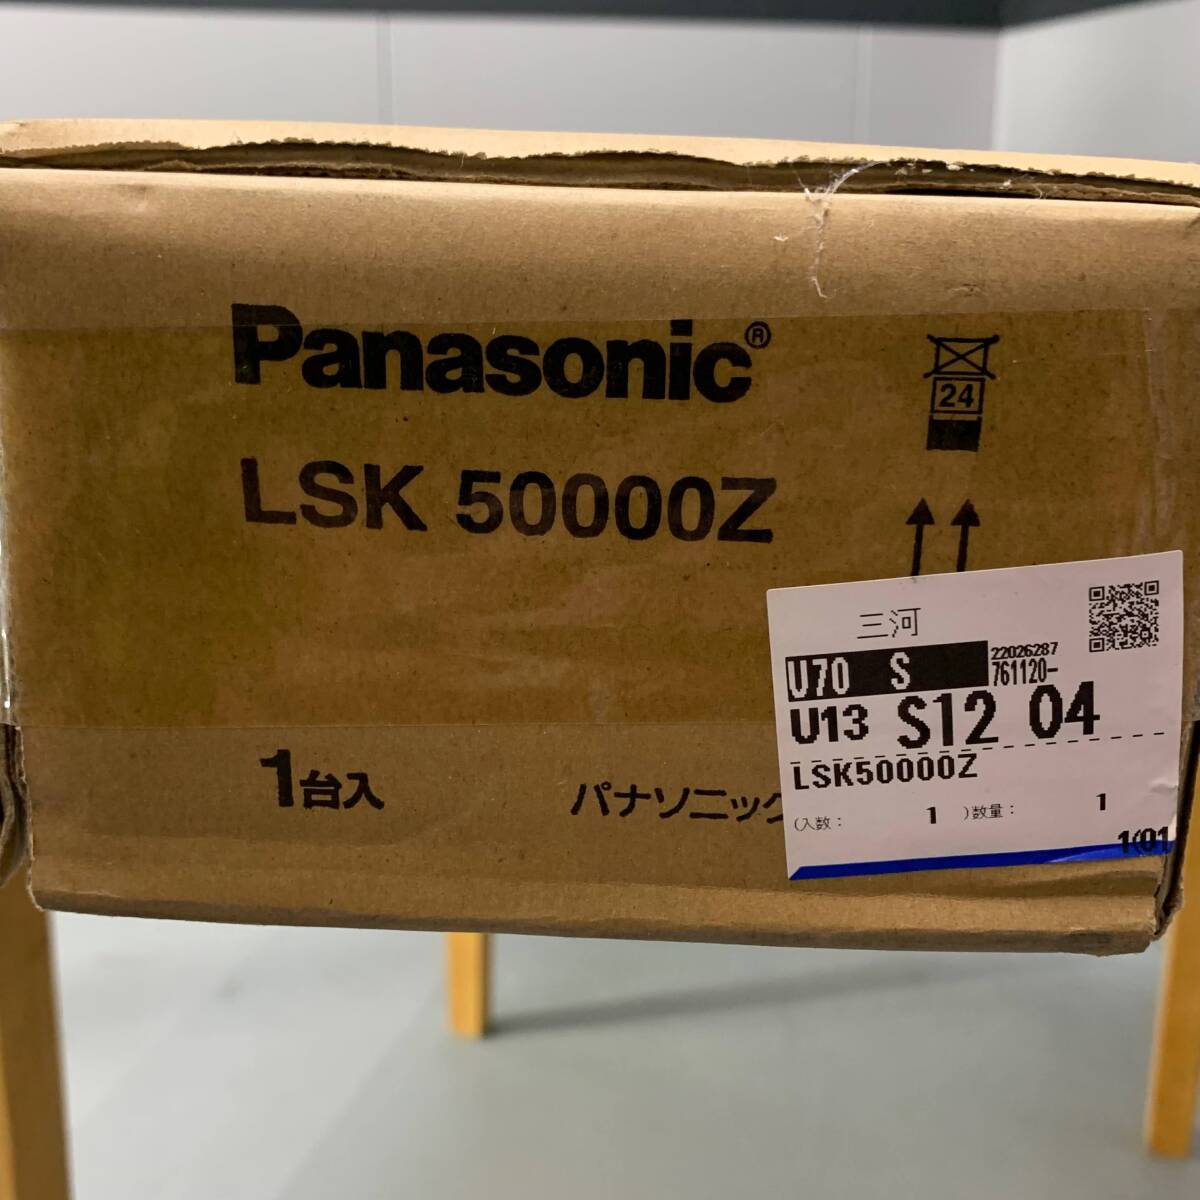 Panasonic®
LSK 50000Z
24
1台入
パナソニック
三河
U70 S
22026287
761120-
U13 S12 04
LSK50000Z
(入数: 1 )数量: 1
1(01